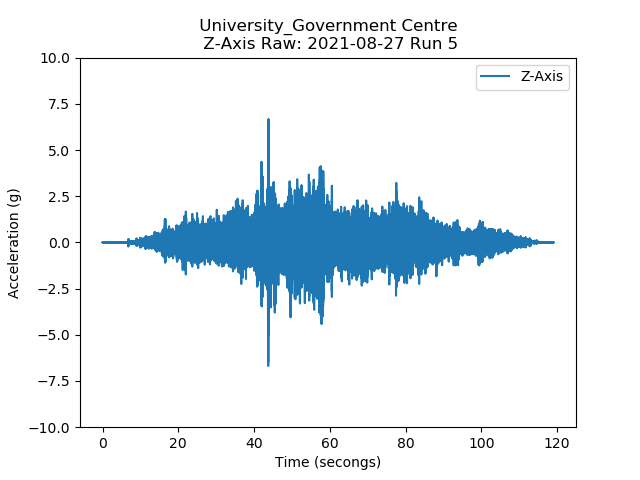 University_Government Centre
Z-Axis Raw: 2021-08-27 Run 5
Z-Axis
10.0
7.5
5.0
2.5
0.0
−2.5
−5.0
−7.5
−10.0
Acceleration (g)
0 20 40 60 80 100 120
Time (secongs)